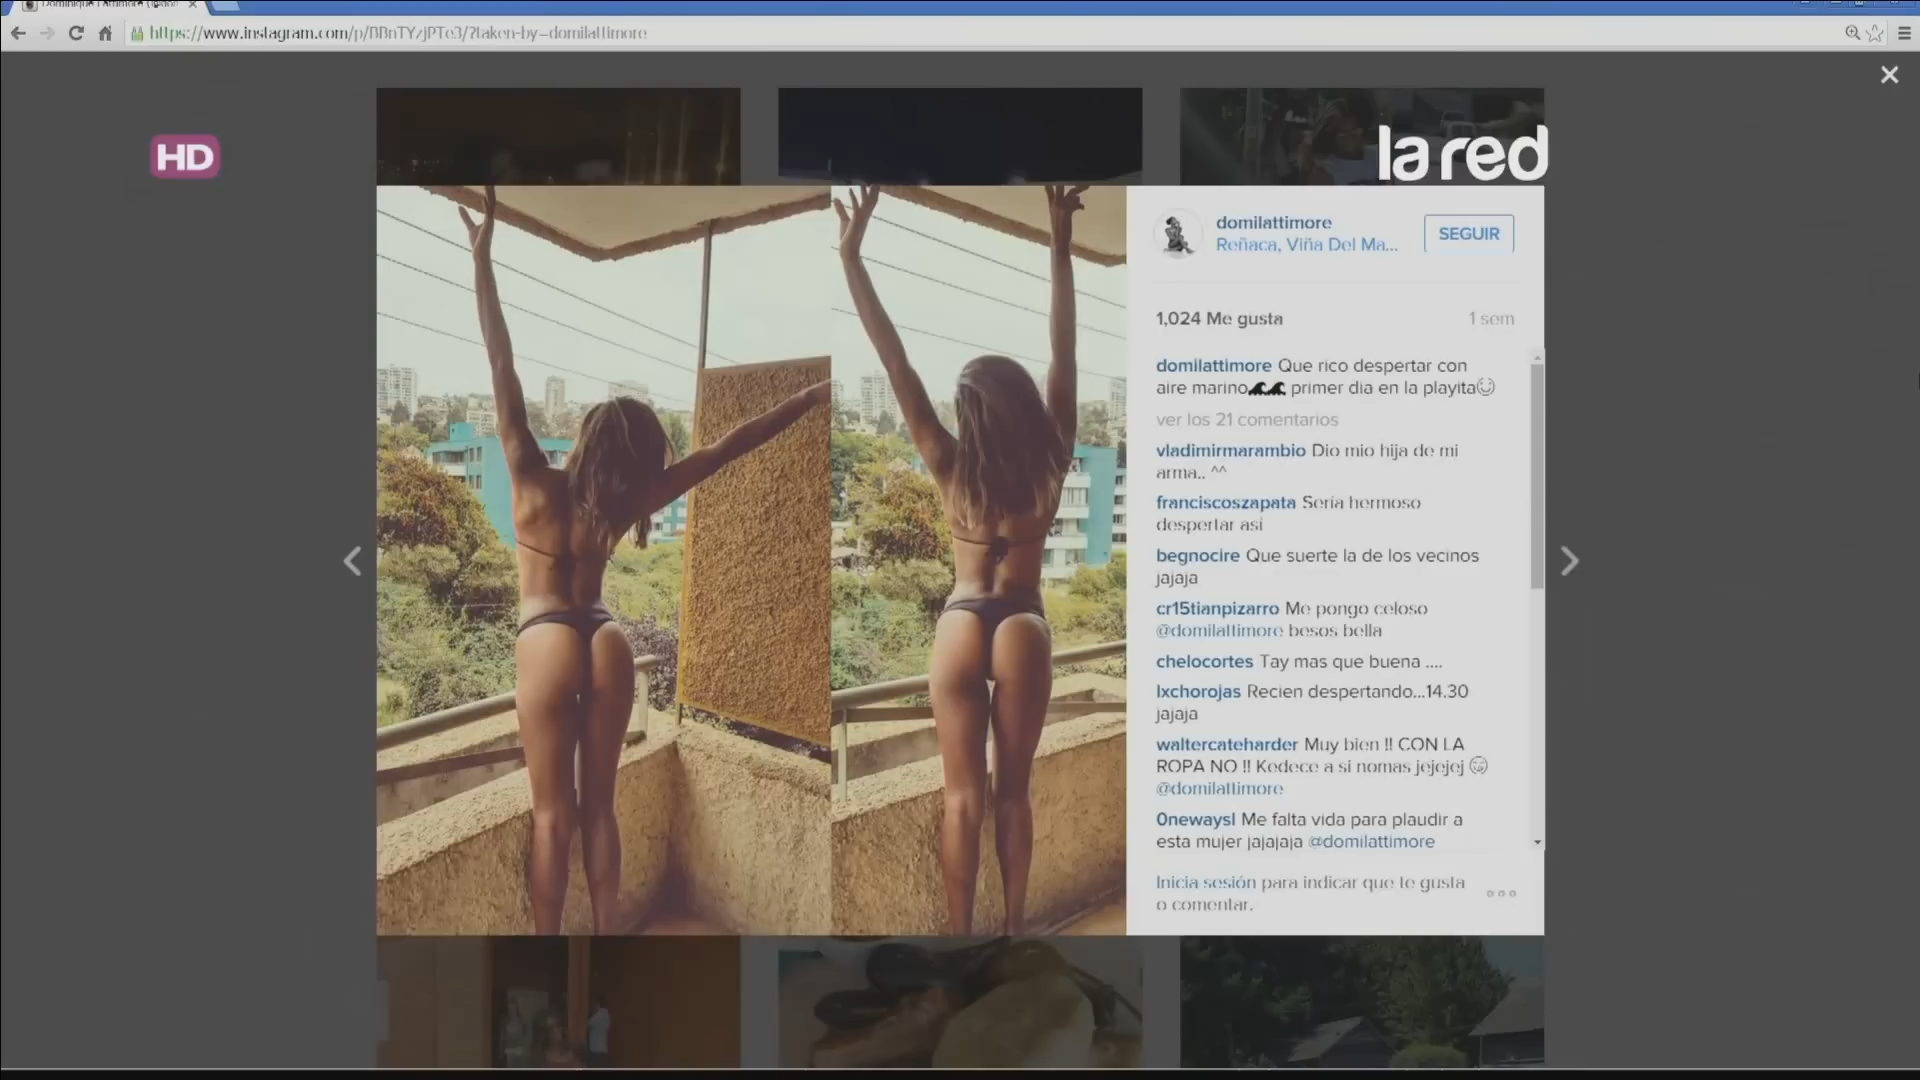 https://www.instagram.com/p/BBnTYzjPTe3/?taken-by=domilattimore
HD
la red
domilattimore
Reñaca, Viña Del Ma...
SEGUIR
1,024 Me gusta
1 sem
domilattimore Que rico despertar con
aire marino🌊🌊 primer dia en la playita
ver los 21 comentarios
vladimirmarambio Dio mio hija de mi
arma.. ^^
franciscoszapata Sería hermoso
despertar así
begnocire Que suerte la de los vecinos
jajaja
cr15tianpizarro Me pongo celoso
@domilattimore besos bella
chelocortes Tay mas que buena ....
lxchorojas Recien despertando...14.30
jajaja
waltercateharder Muy bien !! CON LA
ROPA NO !! Kedece a si nomas jejejej
@domilattimore
0newaysl Me falta vida para plaudir a
esta mujer jajajaja @domilattimore
Inicia sesión para indicar que te gusta
o comentar.